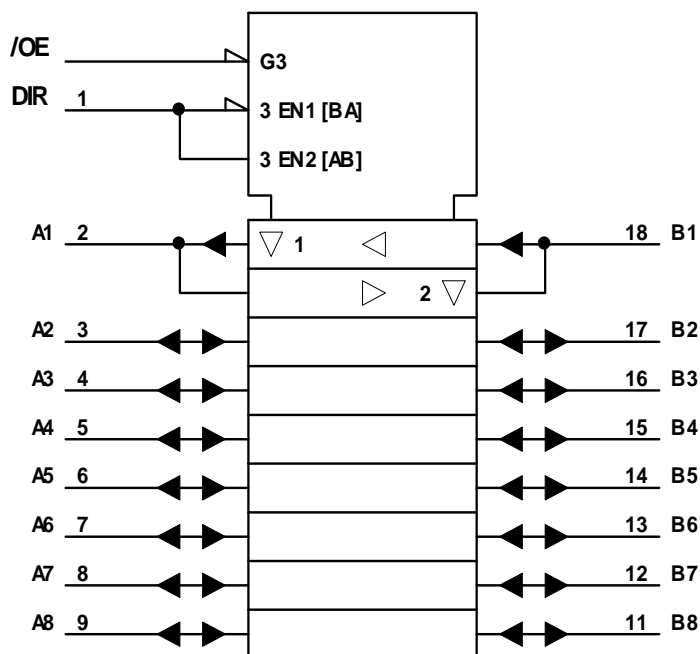 /OE
G3
DIR 1
3 EN1 [BA]
3 EN2 [AB]
A1 2 1 18 B1
2
A2 3 17 B2
A3 4 16 B3
A4 5 15 B4
A5 6 14 B5
A6 7 13 B6
A7 8 12 B7
A8 9 11 B8